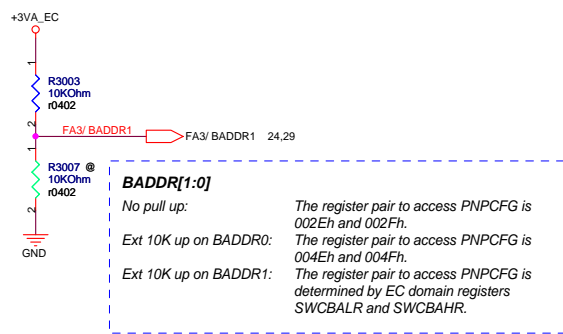 +3VA_EC
1
R3003
10KOhm
r0402
2
FA3/ BADDR1
FA3/ BADDR1 24,29
1
R3007 @
10KOhm
r0402
2
GND
BADDR[1:0]
No pull up: The register pair to access PNPCFG is
002Eh and 002Fh.
Ext 10K up on BADDR0: The register pair to access PNPCFG is
004Eh and 004Fh.
Ext 10K up on BADDR1: The register pair to access PNPCFG is
determined by EC domain registers
SWCBALR and SWCBAHR.